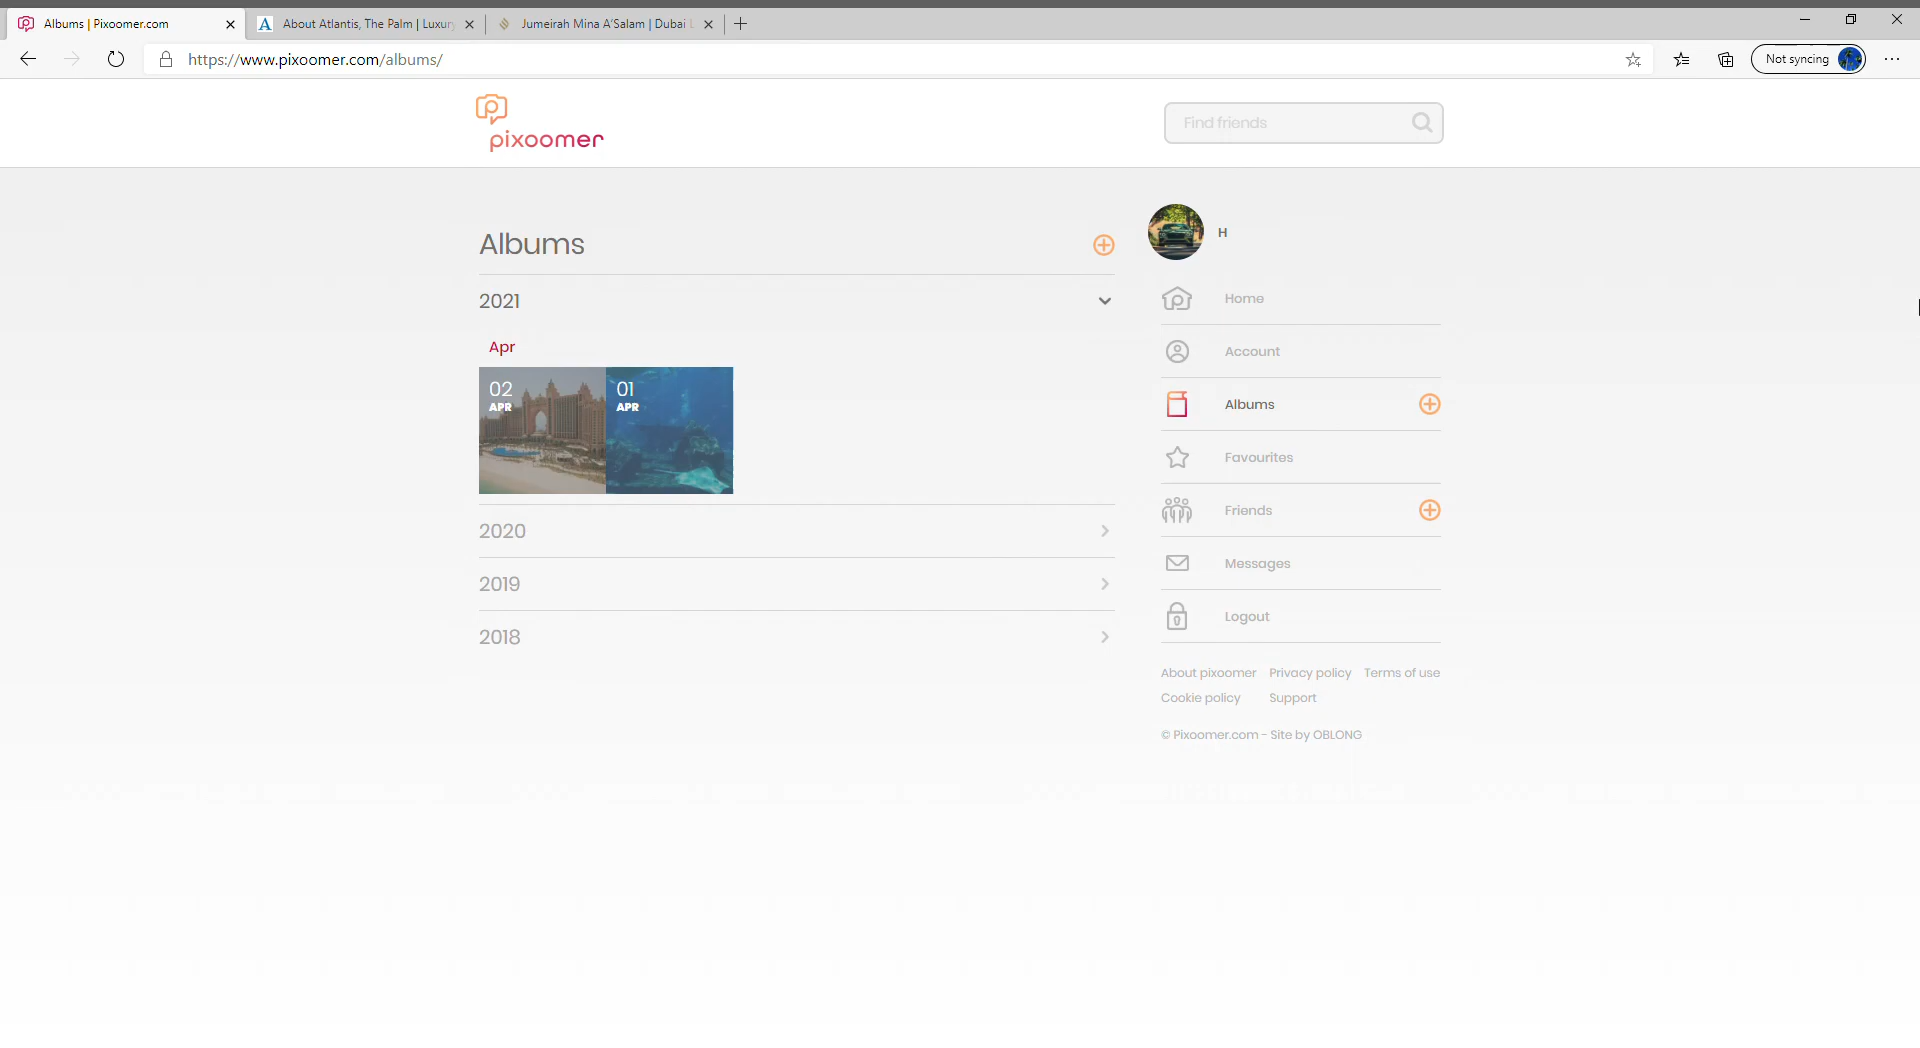 Albums | Pixoomer.com
About Atlantis, The Palm | Luxury
Jumeirah Mina A'Salam | Dubai
https://www.pixoomer.com/albums/
Not syncing
pixoomer
Find friends
Albums
H
2021
Apr
02
APR
01
APR
2020
2019
2018
Home
Account
Albums
Favourites
Friends
Messages
Logout
About pixoomer Privacy policy Terms of use
Cookie policy Support
© Pixoomer.com - Site by OBLONG